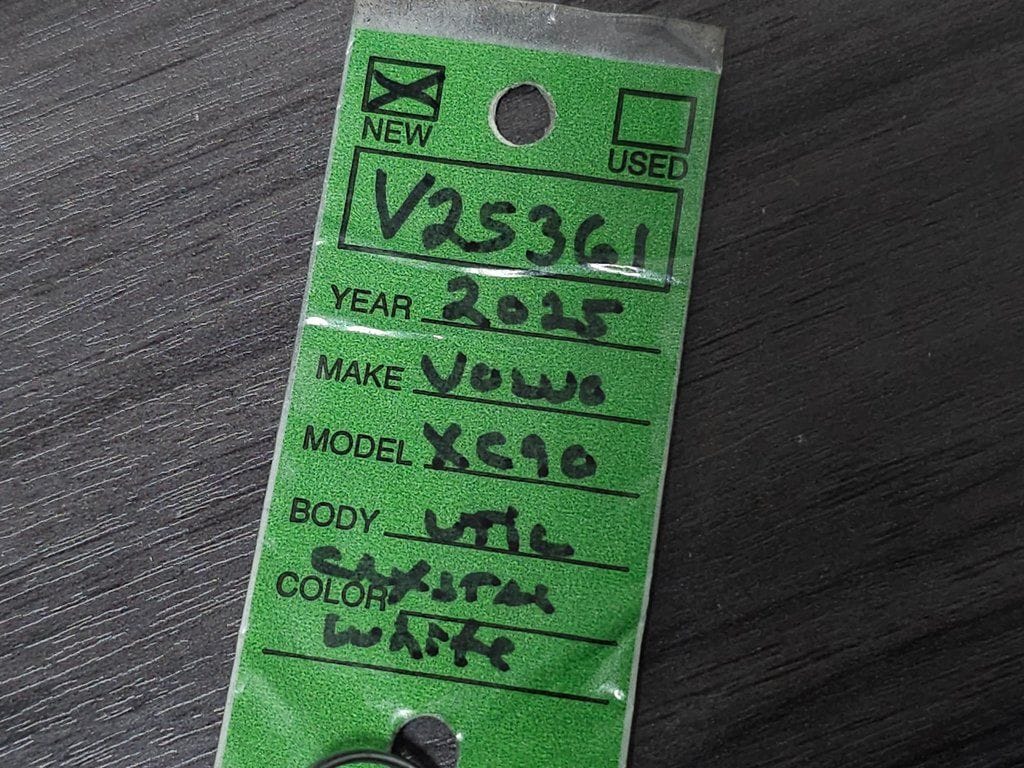 NEW USED
V25361
YEAR 2025
MAKE Volvo
MODEL XC90
BODY UTIL
COLOR Crystal
White